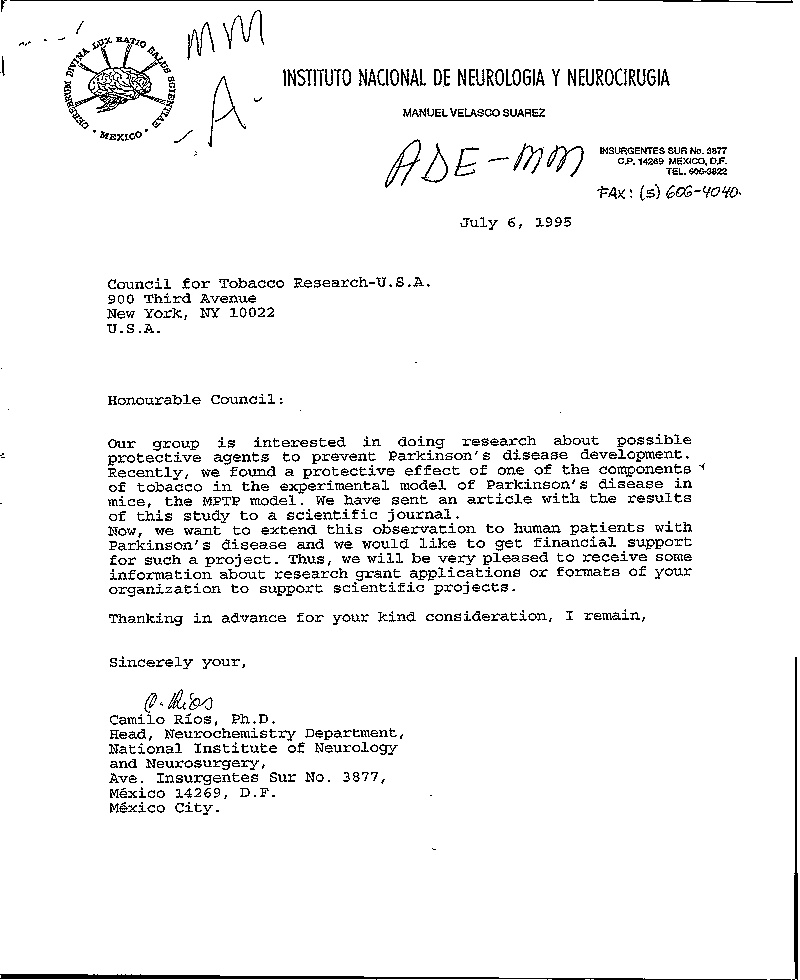 MM
A
CEREBRUM DIVINA LUX RATIO SALUS SCIENTIAE
• MEXICO •
INSTITUTO NACIONAL DE NEUROLOGIA Y NEUROCIRUGIA
MANUEL VELASCO SUAREZ
ADE-MM
INSURGENTES SUR No. 3877
C.P. 14269 MEXICO, D.F.
TEL. 606-3822
FAX: (5) 606-4040.
July 6, 1995
Council for Tobacco Research-U.S.A.
900 Third Avenue
New York, NY 10022
U.S.A.
Honourable Council:
Our group is interested in doing research about possible
protective agents to prevent Parkinson's disease development.
Recently, we found a protective effect of one of the components
of tobacco in the experimental model of Parkinson's disease in
mice, the MPTP model. We have sent an article with the results
of this study to a scientific journal.
Now, we want to extend this observation to human patients with
Parkinson's disease and we would like to get financial support
for such a project. Thus, we will be very pleased to receive some
information about research grant applications or formats of your
organization to support scientific projects.
Thanking in advance for your kind consideration, I remain,
Sincerely your,
C. Ríos
Camilo Ríos, Ph.D.
Head, Neurochemistry Department,
National Institute of Neurology
and Neurosurgery,
Ave. Insurgentes Sur No. 3877,
México 14269, D.F.
México City.